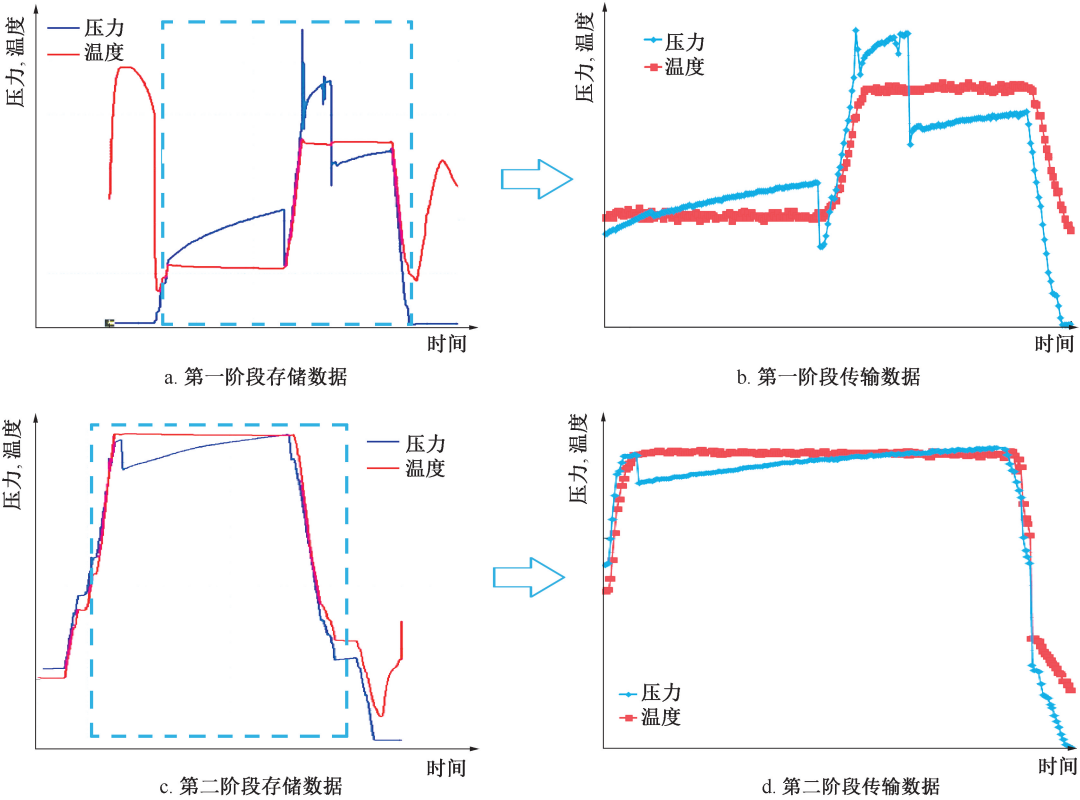 压力
温度
压力, 温度
时间
a. 第一阶段存储数据
压力
温度
压力, 温度
时间
b. 第一阶段传输数据
压力
温度
压力, 温度
时间
c. 第二阶段存储数据
压力
温度
压力, 温度
时间
d. 第二阶段传输数据